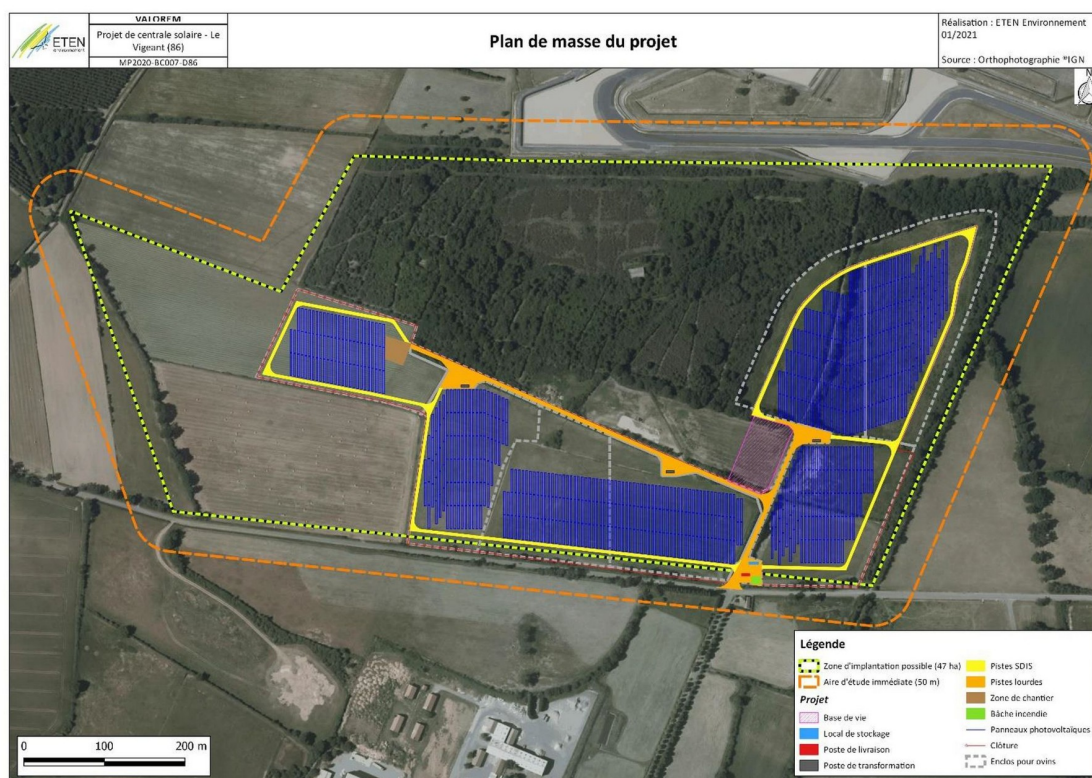 ETEN
environnement
VALOREM
Projet de centrale solaire - Le
Vigeant (86)
MP2020-BC007-D86
Plan de masse du projet
Réalisation : ETEN Environnement
01/2021
Source : Orthophotographie ®IGN
N
Légende
Zone d'implantation possible (47 ha)
Aire d'étude immédiate (50 m)
Projet
Base de vie
Local de stockage
Poste de livraison
Poste de transformation
Pistes SDIS
Pistes lourdes
Zone de chantier
Bâche incendie
Panneaux photovoltaïques
Clôture
Enclos pour ovins
0 100 200 m